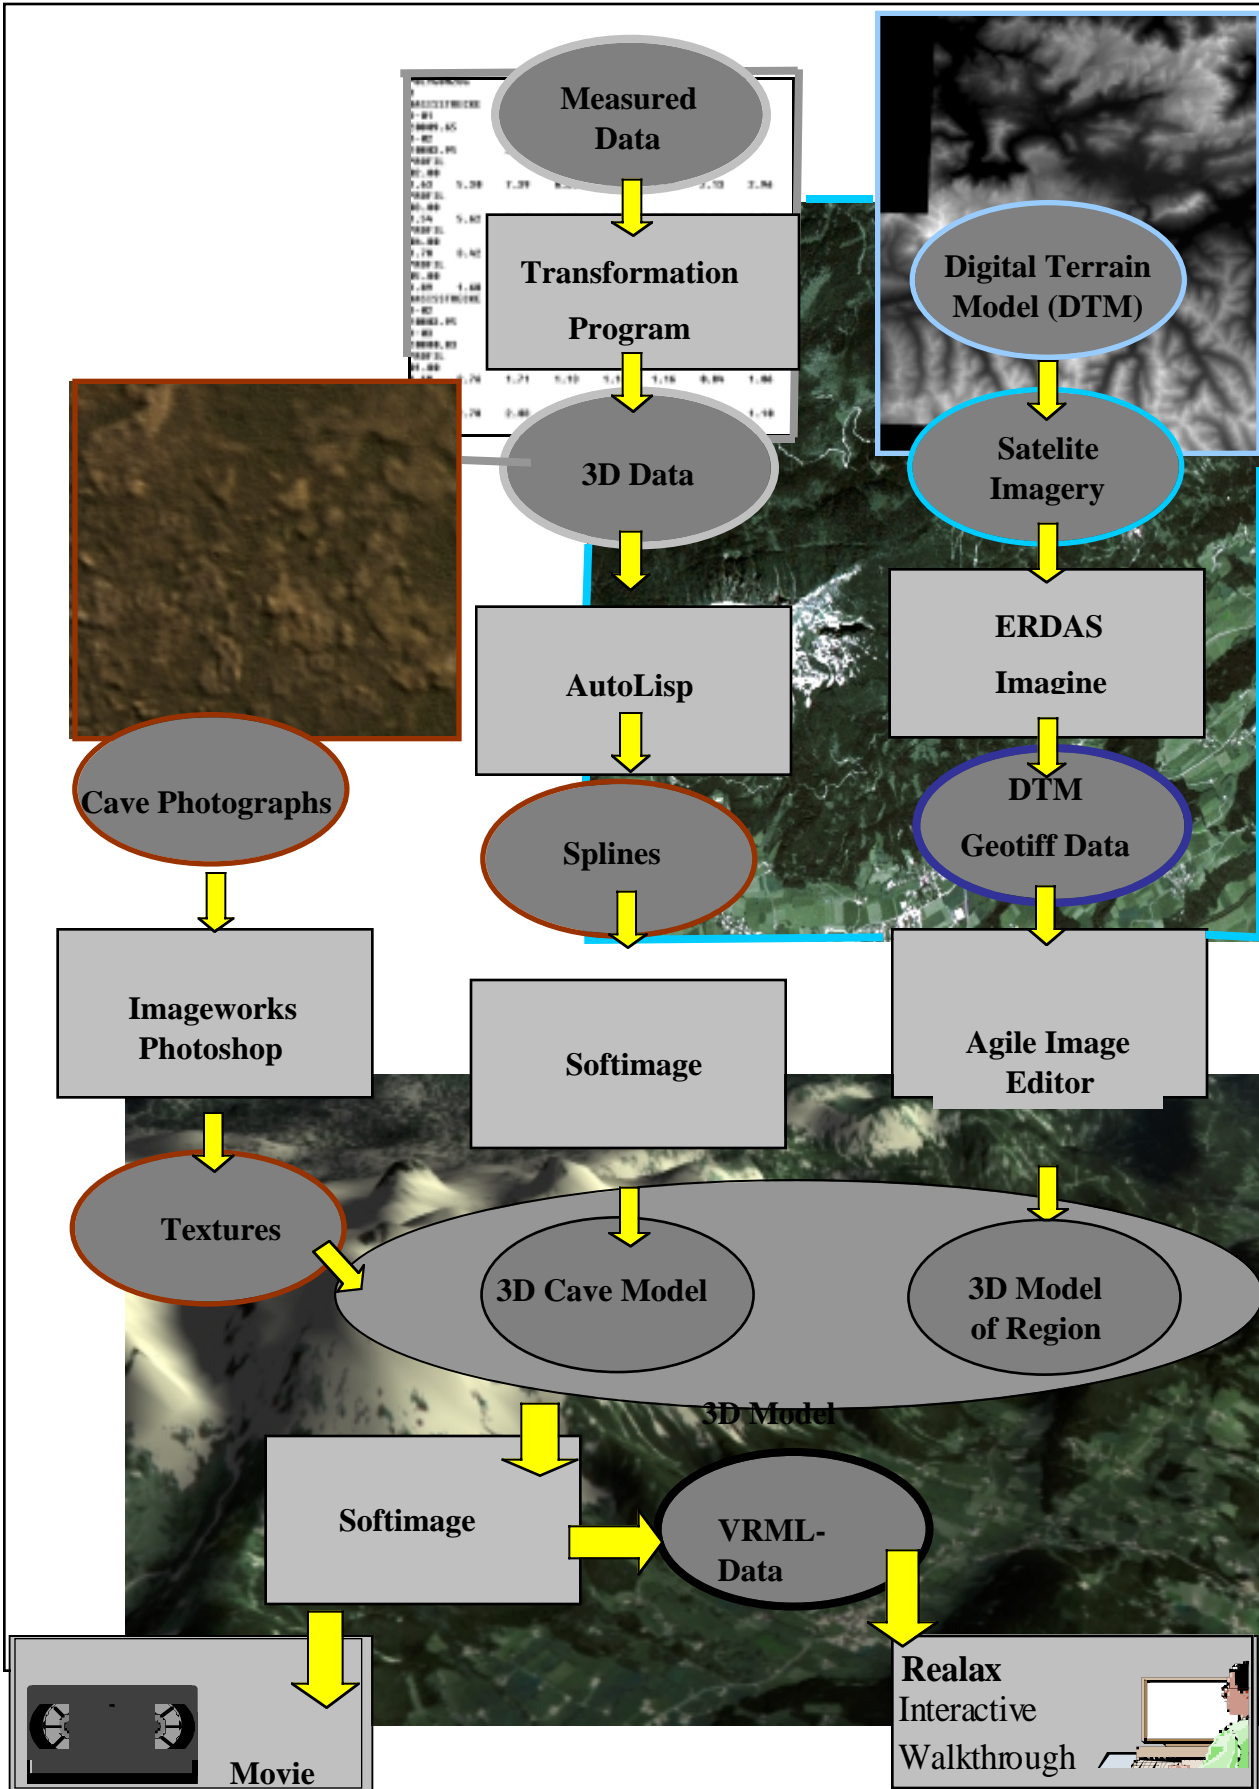 Measured
Data
Transformation
Program
Digital Terrain
Model (DTM)
3D Data
Satelite
Imagery
AutoLisp
ERDAS
Imagine
Cave Photographs
Splines
DTM
Geotiff Data
Imageworks
Photoshop
Softimage
Agile Image
Editor
Textures
3D Cave Model
3D Model
of Region
3D Model
Softimage
VRML-
Data
Movie
Realax
Interactive
Walkthrough